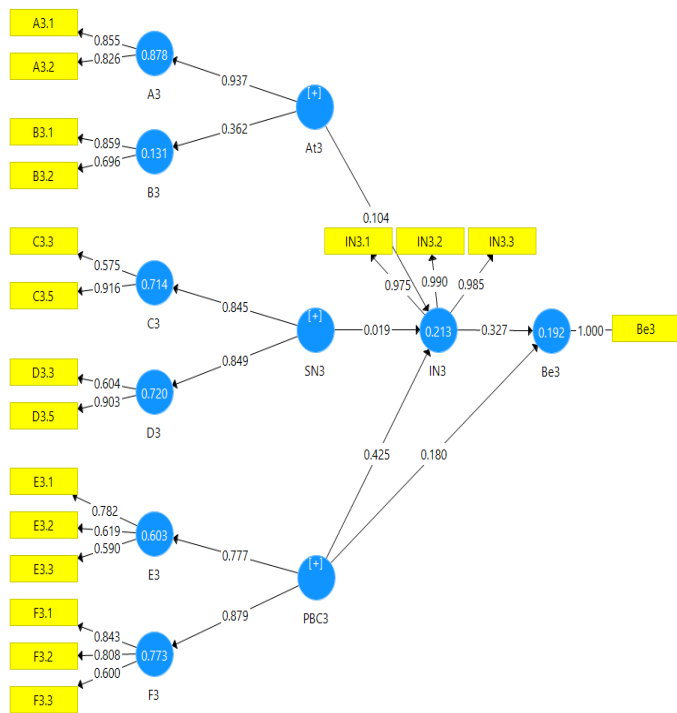 A3.1
0.855
0.878
A3.2
0.826
A3
0.937
[+]
At3
B3.1
0.859
0.362
0.131
B3.2
0.696
B3
0.104
C3.3
IN3.1
IN3.2
IN3.3
0.575
0.714
0.975
0.990
0.985
C3.5
0.916
C3
0.845
[+]
SN3
0.019
0.213
IN3
0.327
0.192
Be3
1.000
Be3
D3.3
0.604
0.849
0.720
D3.5
0.903
D3
0.425
0.180
E3.1
0.782
E3.2
0.619
0.603
E3.3
0.590
E3
0.777
[+]
PBC3
F3.1
0.843
0.879
F3.2
0.808
0.773
F3.3
0.600
F3